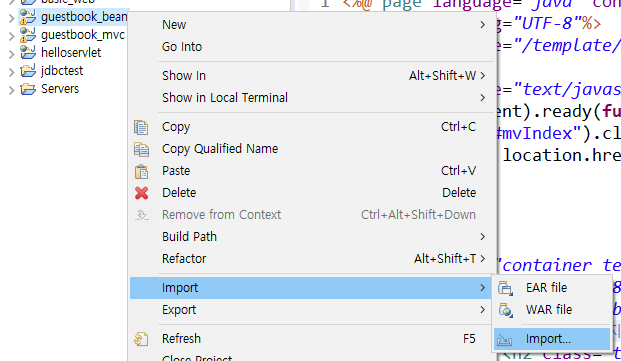 basic_web
guestbook_bean
guestbook_mvc
helloservlet
jdbctest
Servers
New
Go Into
Show In Alt+Shift+W
Show in Local Terminal
Copy Ctrl+C
Copy Qualified Name
Paste Ctrl+V
Delete Delete
Remove from Context Ctrl+Alt+Shift+Down
Build Path
Refactor Alt+Shift+T
Import
Export
Refresh F5
Close Project
EAR file
WAR file
Import...
1 <%@ page language="java" con
g="UTF-8"%>
="/template/
="text/javas
ent).ready(fu
#mvIndex").cl
location.hre
"container te
<h2 class="t